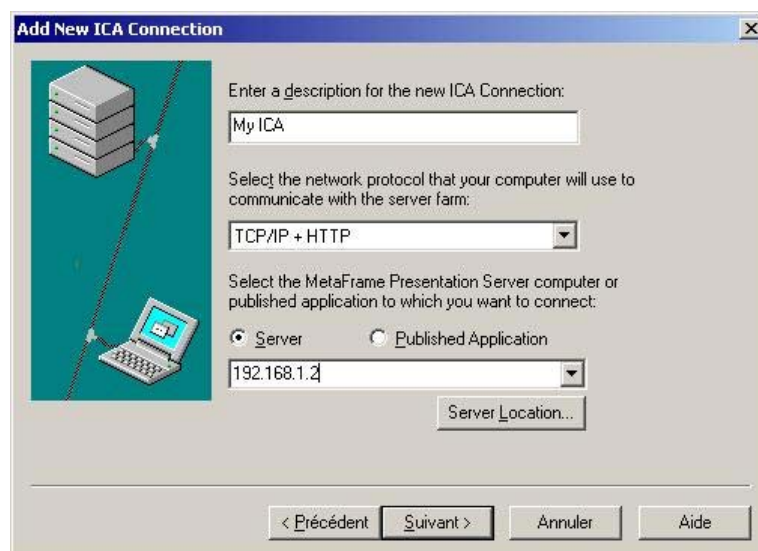 Add New ICA Connection
Enter a description for the new ICA Connection:
My ICA
Select the network protocol that your computer will use to
communicate with the server farm:
TCP/IP + HTTP
Select the MetaFrame Presentation Server computer or
published application to which you want to connect:
Server Published Application
192.168.1.2
Server Location...
< Précédent Suivant > Annuler Aide